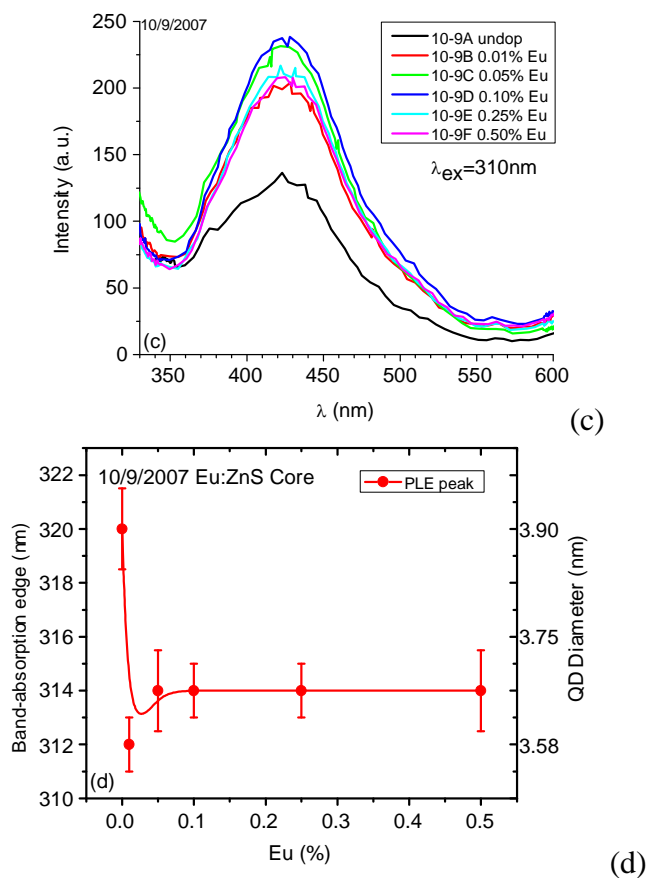 10/9/2007
10-9A undop
10-9B 0.01% Eu
10-9C 0.05% Eu
10-9D 0.10% Eu
10-9E 0.25% Eu
10-9F 0.50% Eu
λex=310nm
250
200
150
100
50
0
Intensity (a. u.)
(c)
350 400 450 500 550 600
λ (nm)
(c)
10/9/2007 Eu:ZnS Core
PLE peak
322
320
318
316
314
312
310
Band-absorption edge (nm)
3.90
3.75
3.58
QD Diameter (nm)
(d)
0.0 0.1 0.2 0.3 0.4 0.5
Eu (%)
(d)